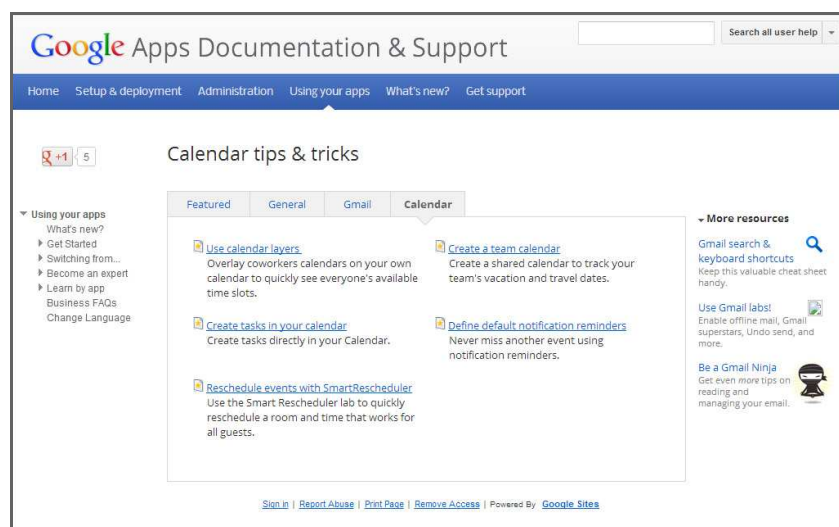 Google Apps Documentation & Support
Search all user help
Home Setup & deployment Administration Using your apps What's new? Get support
g +1 5
Calendar tips & tricks
Using your apps
What's new?
Get Started
Switching from...
Become an expert
Learn by app
Business FAQs
Change Language
Featured General Gmail Calendar
Use calendar layers
Overlay coworkers calendars on your own
calendar to quickly see everyone's available
time slots.
Create a team calendar
Create a shared calendar to track your
team's vacation and travel dates.
Create tasks in your calendar
Create tasks directly in your Calendar.
Define default notification reminders
Never miss another event using
notification reminders.
Reschedule events with SmartRescheduler
Use the Smart Rescheduler lab to quickly
reschedule a room and time that works for
all guests.
More resources
Gmail search &
keyboard shortcuts
Keep this valuable cheat sheet
handy.
Use Gmail labs!
Enable offline mail, Gmail
superstars, Undo send, and
more.
Be a Gmail Ninja
Get even more tips on
reading and
managing your email.
Sign in | Report Abuse | Print Page | Remove Access | Powered By Google Sites